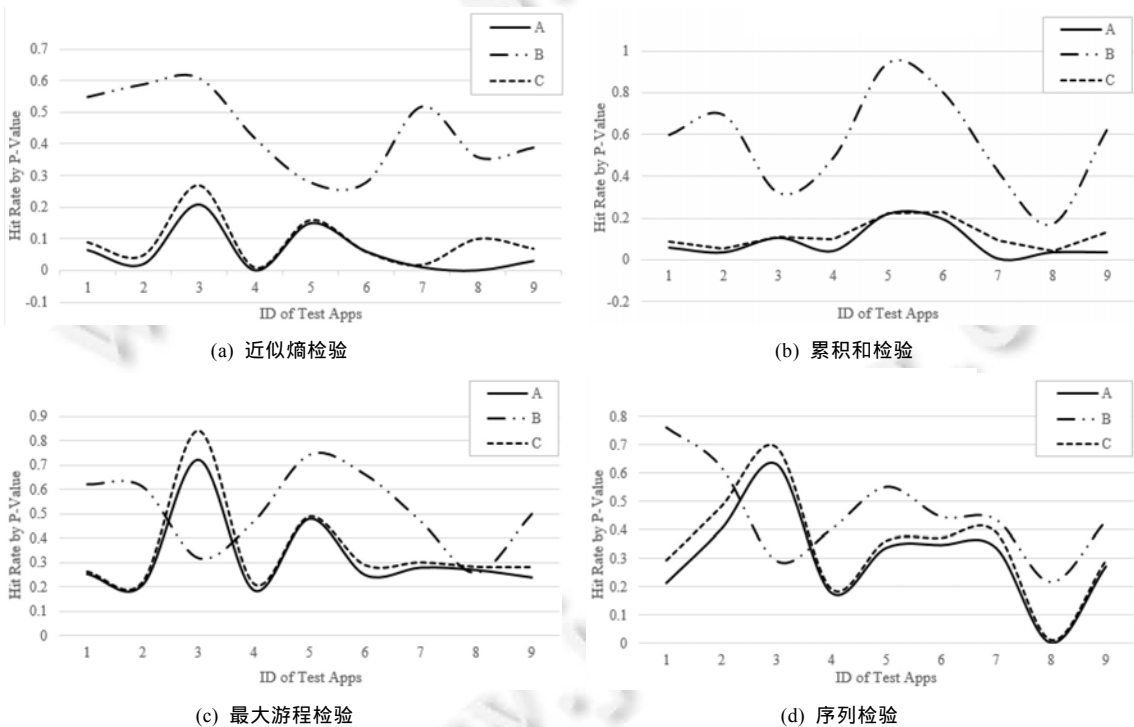 A
B
C
0.7
0.6
0.5
0.4
0.3
0.2
0.1
0
-0.1
Hit Rate by P-Value
1 2 3 4 5 6 7 8 9
ID of Test Apps
(a) 近似熵检验
A
B
C
1
0.8
0.6
0.4
0.2
0
-0.2
Hit Rate by P-Value
1 2 3 4 5 6 7 8 9
ID of Test Apps
(b) 累积和检验
A
B
C
0.9
0.8
0.7
0.6
0.5
0.4
0.3
0.2
0.1
0
Hit Rate by P-Value
1 2 3 4 5 6 7 8 9
ID of Test Apps
(c) 最大游程检验
A
B
C
0.8
0.7
0.6
0.5
0.4
0.3
0.2
0.1
0
Hit Rate by P-Value
1 2 3 4 5 6 7 8 9
ID of Test Apps
(d) 序列检验